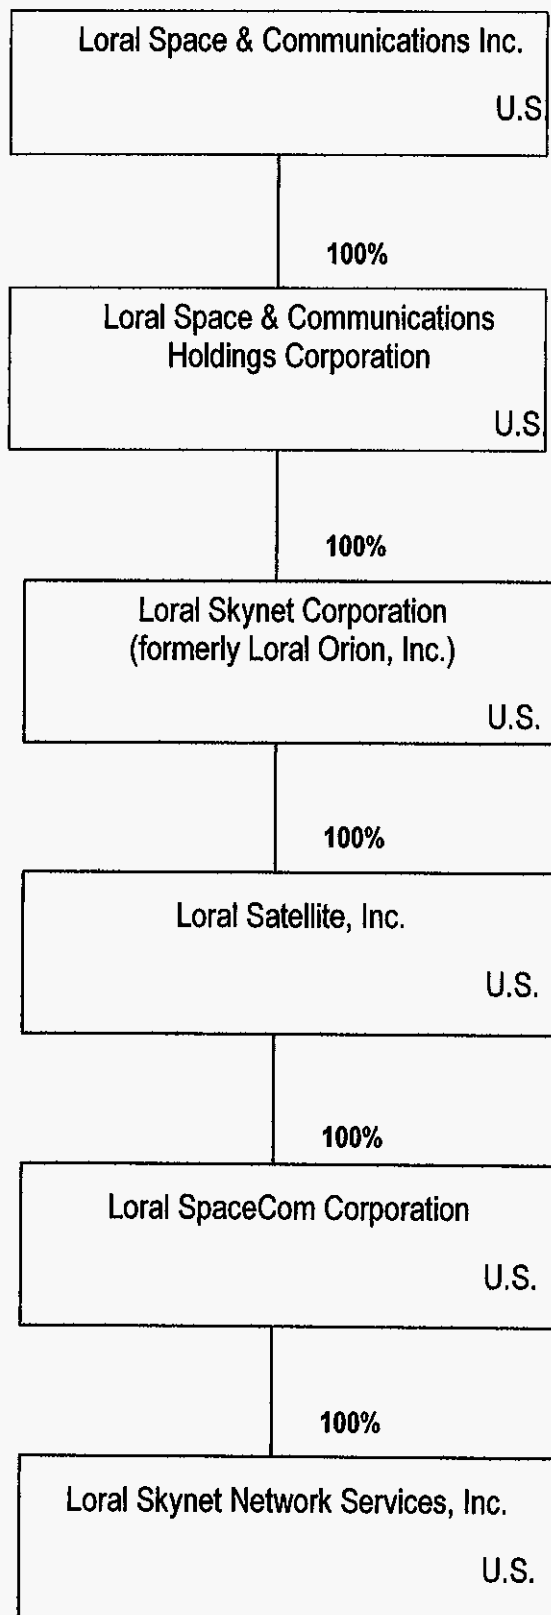 Loral Space & Communications Inc.
U.S
100%
Loral Space & Communications
Holdings Corporation
U.S
100%
Loral Skynet Corporation
(formerly Loral Orion, Inc.)
U.S.
100%
Loral Satellite, Inc.
U.S.
100%
Loral SpaceCom Corporation
U.S.
100%
Loral Skynet Network Services, Inc.
U.S.